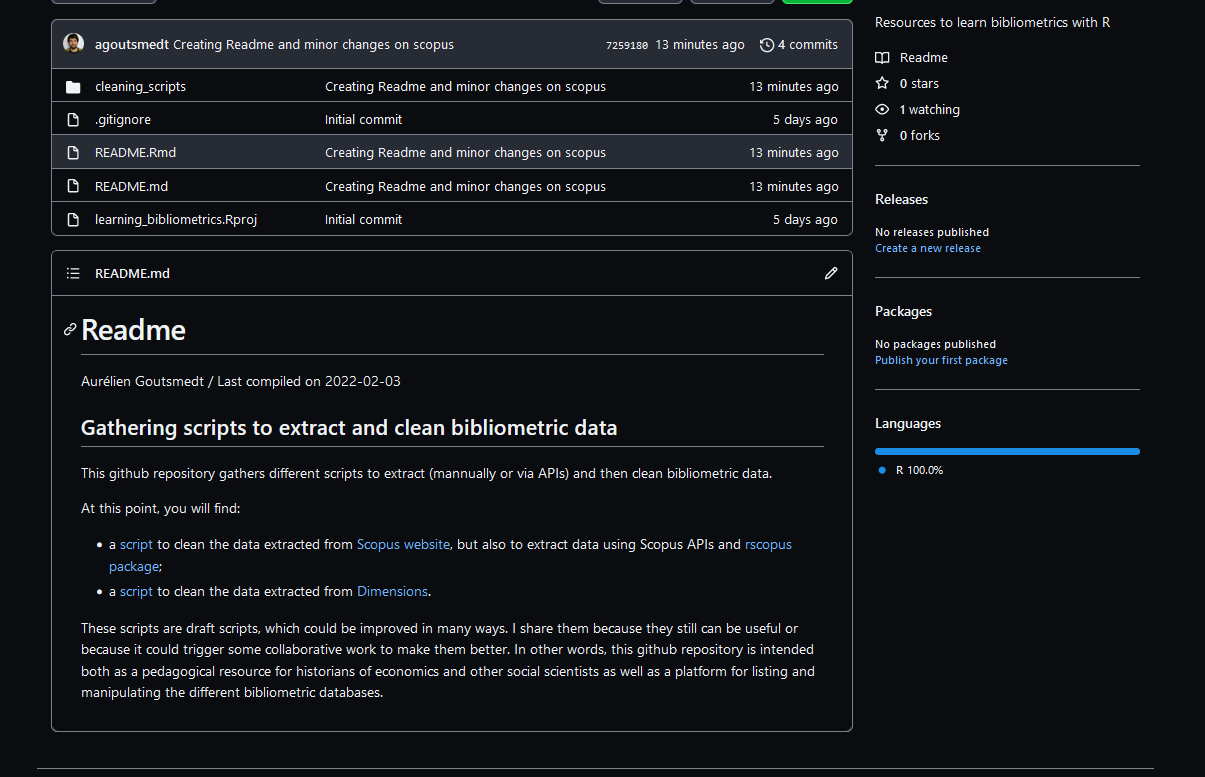 agoutsmedt Creating Readme and minor changes on scopus 7259180 13 minutes ago 4 commits
cleaning_scripts Creating Readme and minor changes on scopus 13 minutes ago
.gitignore Initial commit 5 days ago
README.Rmd Creating Readme and minor changes on scopus 13 minutes ago
README.md Creating Readme and minor changes on scopus 13 minutes ago
learning_bibliometrics.Rproj Initial commit 5 days ago
README.md
Readme
Aurélien Goutsmedt / Last compiled on 2022-02-03
Gathering scripts to extract and clean bibliometric data
This github repository gathers different scripts to extract (mannually or via APIs) and then clean bibliometric data.
At this point, you will find:
• a script to clean the data extracted from Scopus website, but also to extract data using Scopus APIs and rscopus
package;
• a script to clean the data extracted from Dimensions.
These scripts are draft scripts, which could be improved in many ways. I share them because they still can be useful or
because it could trigger some collaborative work to make them better. In other words, this github repository is intended
both as a pedagogical resource for historians of economics and other social scientists as well as a platform for listing and
manipulating the different bibliometric databases.
Resources to learn bibliometrics with R
Readme
0 stars
1 watching
0 forks
Releases
No releases published
Create a new release
Packages
No packages published
Publish your first package
Languages
R 100.0%